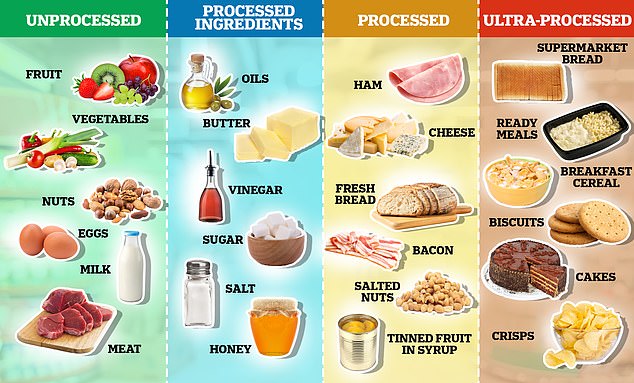 UNPROCESSED
FRUIT
VEGETABLES
NUTS
EGGS
MILK
MEAT
PROCESSED
INGREDIENTS
OILS
BUTTER
VINEGAR
SUGAR
SALT
HONEY
PROCESSED
HAM
CHEESE
FRESH
BREAD
BACON
SALTED
NUTS
TINNED FRUIT
IN SYRUP
ULTRA-PROCESSED
SUPERMARKET
BREAD
READY
MEALS
BREAKFAST
CEREAL
BISCUITS
CAKES
CRISPS